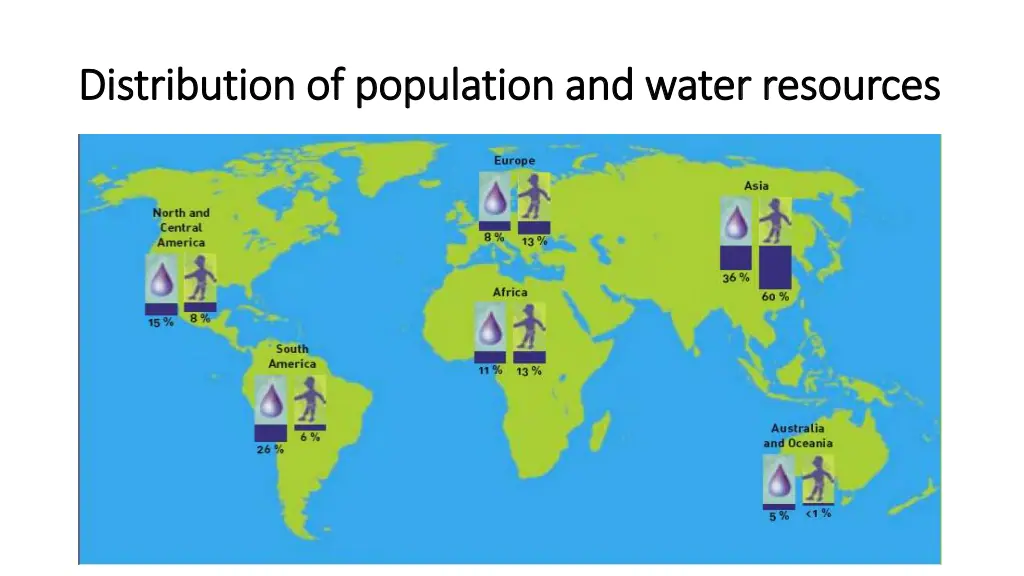 Distribution of population and water resources
Europe
8 % 13 %
Asia
36 %
60 %
North and
Central
America
15 % 8 %
Africa
11 % 13 %
South
America
26 % 6 %
Australia
and Oceania
5 % <1 %